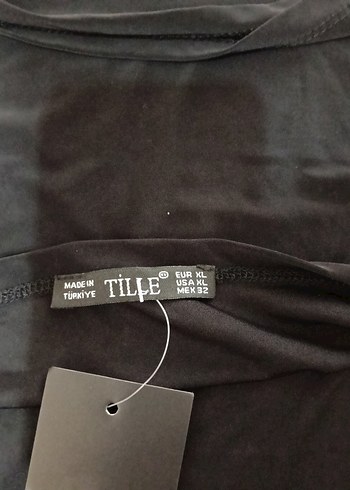 MADE IN
TÜRKİYE
TİLLE
EUR XL
USA XL
MEX 32